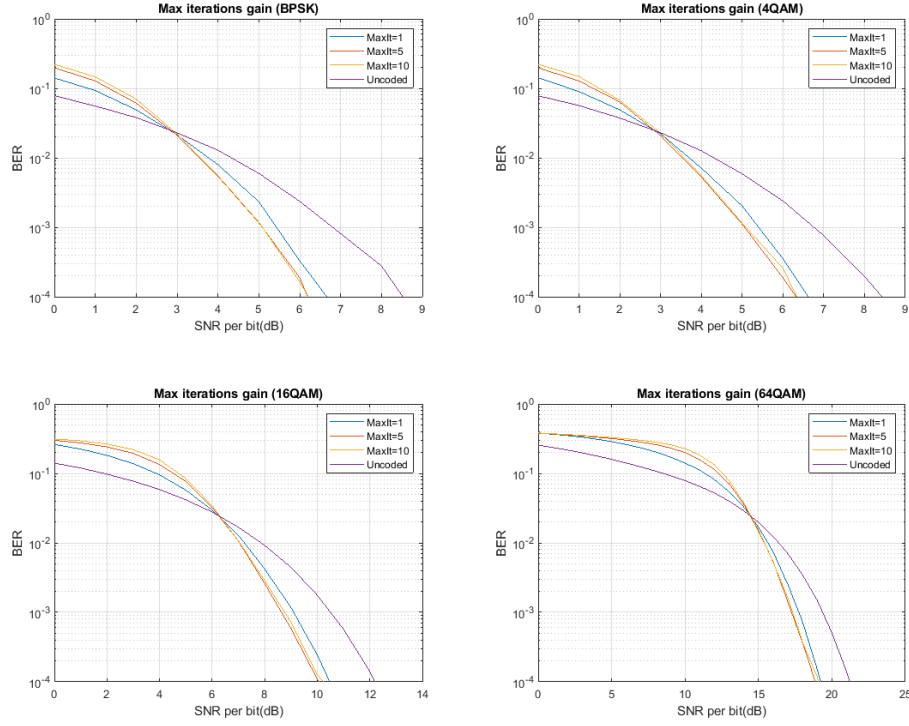 Max iterations gain (BPSK)
10^0
10^-1
10^-2
10^-3
10^-4
BER
0 1 2 3 4 5 6 7 8 9
SNR per bit(dB)
MaxIt=1
MaxIt=5
MaxIt=10
Uncoded
Max iterations gain (4QAM)
10^0
10^-1
10^-2
10^-3
10^-4
BER
0 1 2 3 4 5 6 7 8 9
SNR per bit(dB)
MaxIt=1
MaxIt=5
MaxIt=10
Uncoded
Max iterations gain (16QAM)
10^0
10^-1
10^-2
10^-3
10^-4
BER
0 2 4 6 8 10 12 14
SNR per bit(dB)
MaxIt=1
MaxIt=5
MaxIt=10
Uncoded
Max iterations gain (64QAM)
10^0
10^-1
10^-2
10^-3
10^-4
BER
0 5 10 15 20 25
SNR per bit(dB)
MaxIt=1
MaxIt=5
MaxIt=10
Uncoded